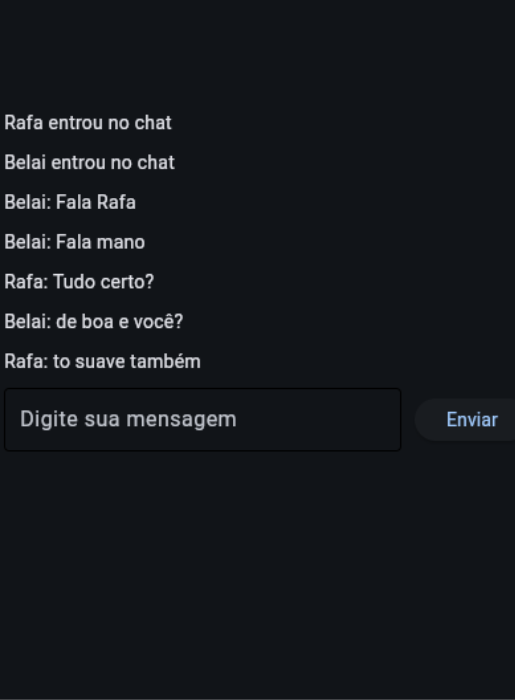 Rafa entrou no chat
Belai entrou no chat
Belai: Fala Rafa
Belai: Fala mano
Rafa: Tudo certo?
Belai: de boa e você?
Rafa: to suave também
Digite sua mensagem
Enviar